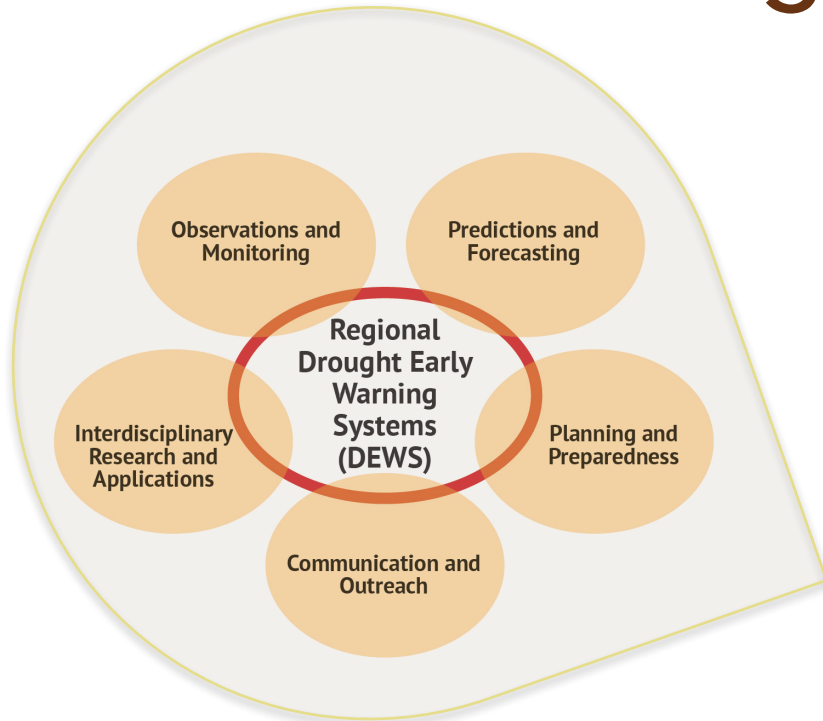 Observations and
Monitoring
Predictions and
Forecasting
Regional
Drought Early
Warning
Systems
(DEWS)
Interdisciplinary
Research and
Applications
Planning and
Preparedness
Communication and
Outreach